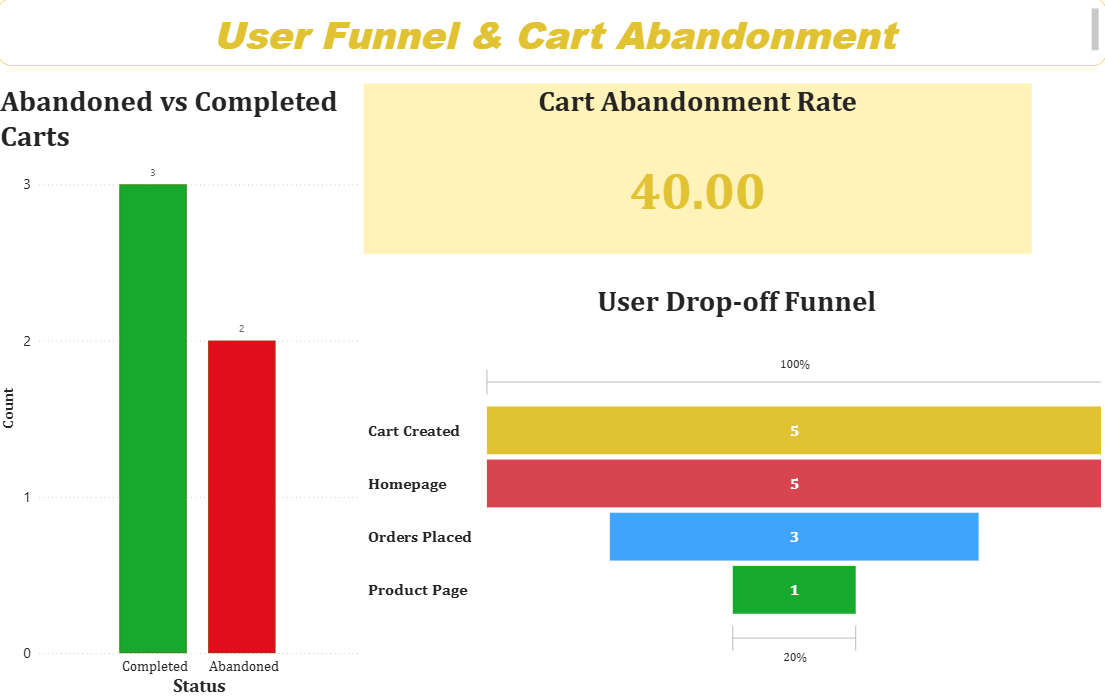 User Funnel & Cart Abandonment
Abandoned vs Completed
Carts
3
3
2
2
1
0
Count
Completed
Abandoned
Status
Cart Abandonment Rate
40.00
User Drop-off Funnel
100%
Cart Created
5
Homepage
5
Orders Placed
3
Product Page
1
20%